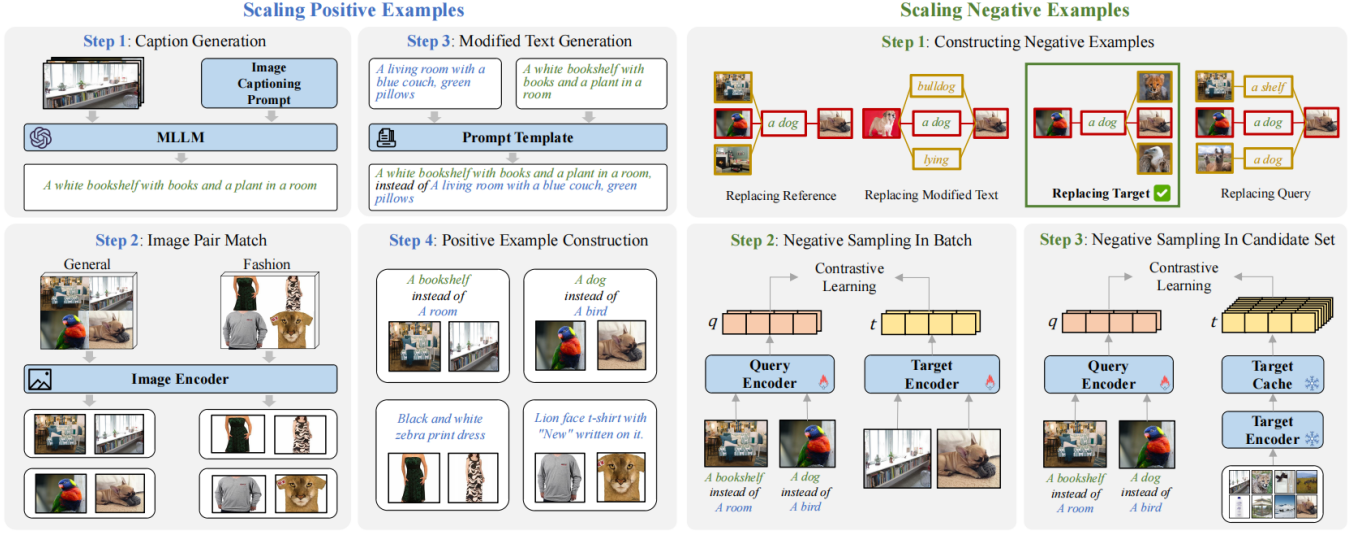 Scaling Positive Examples
Step 1: Caption Generation
Image
Captioning
Prompt
MLLM
A white bookshelf with books and a plant in a room
Step 3: Modified Text Generation
A living room with a
blue couch, green
pillows
A white bookshelf with
books and a plant in a
room
Prompt Template
A white bookshelf with books and a plant in a room,
instead of A living room with a blue couch, green
pillows
Step 2: Image Pair Match
General
Fashion
Image Encoder
Step 4: Positive Example Construction
A bookshelf
instead of
A room
A dog
instead of
A bird
Black and white
zebra print dress
Lion face t-shirt with
"New" written on it.
Scaling Negative Examples
Step 1: Constructing Negative Examples
a dog
Replacing Reference
bulldog
a dog
lying
Replacing Modified Text
a dog
Replacing Target
a shelf
a dog
a dog
Replacing Query
Step 2: Negative Sampling In Batch
Contrastive
Learning
q
t
Query
Encoder
Target
Encoder
A bookshelf
instead of
A room
A dog
instead of
A bird
Step 3: Negative Sampling In Candidate Set
Contrastive
Learning
q
t
Query
Encoder
Target
Cache
Target
Encoder
A bookshelf
instead of
A room
A dog
instead of
A bird